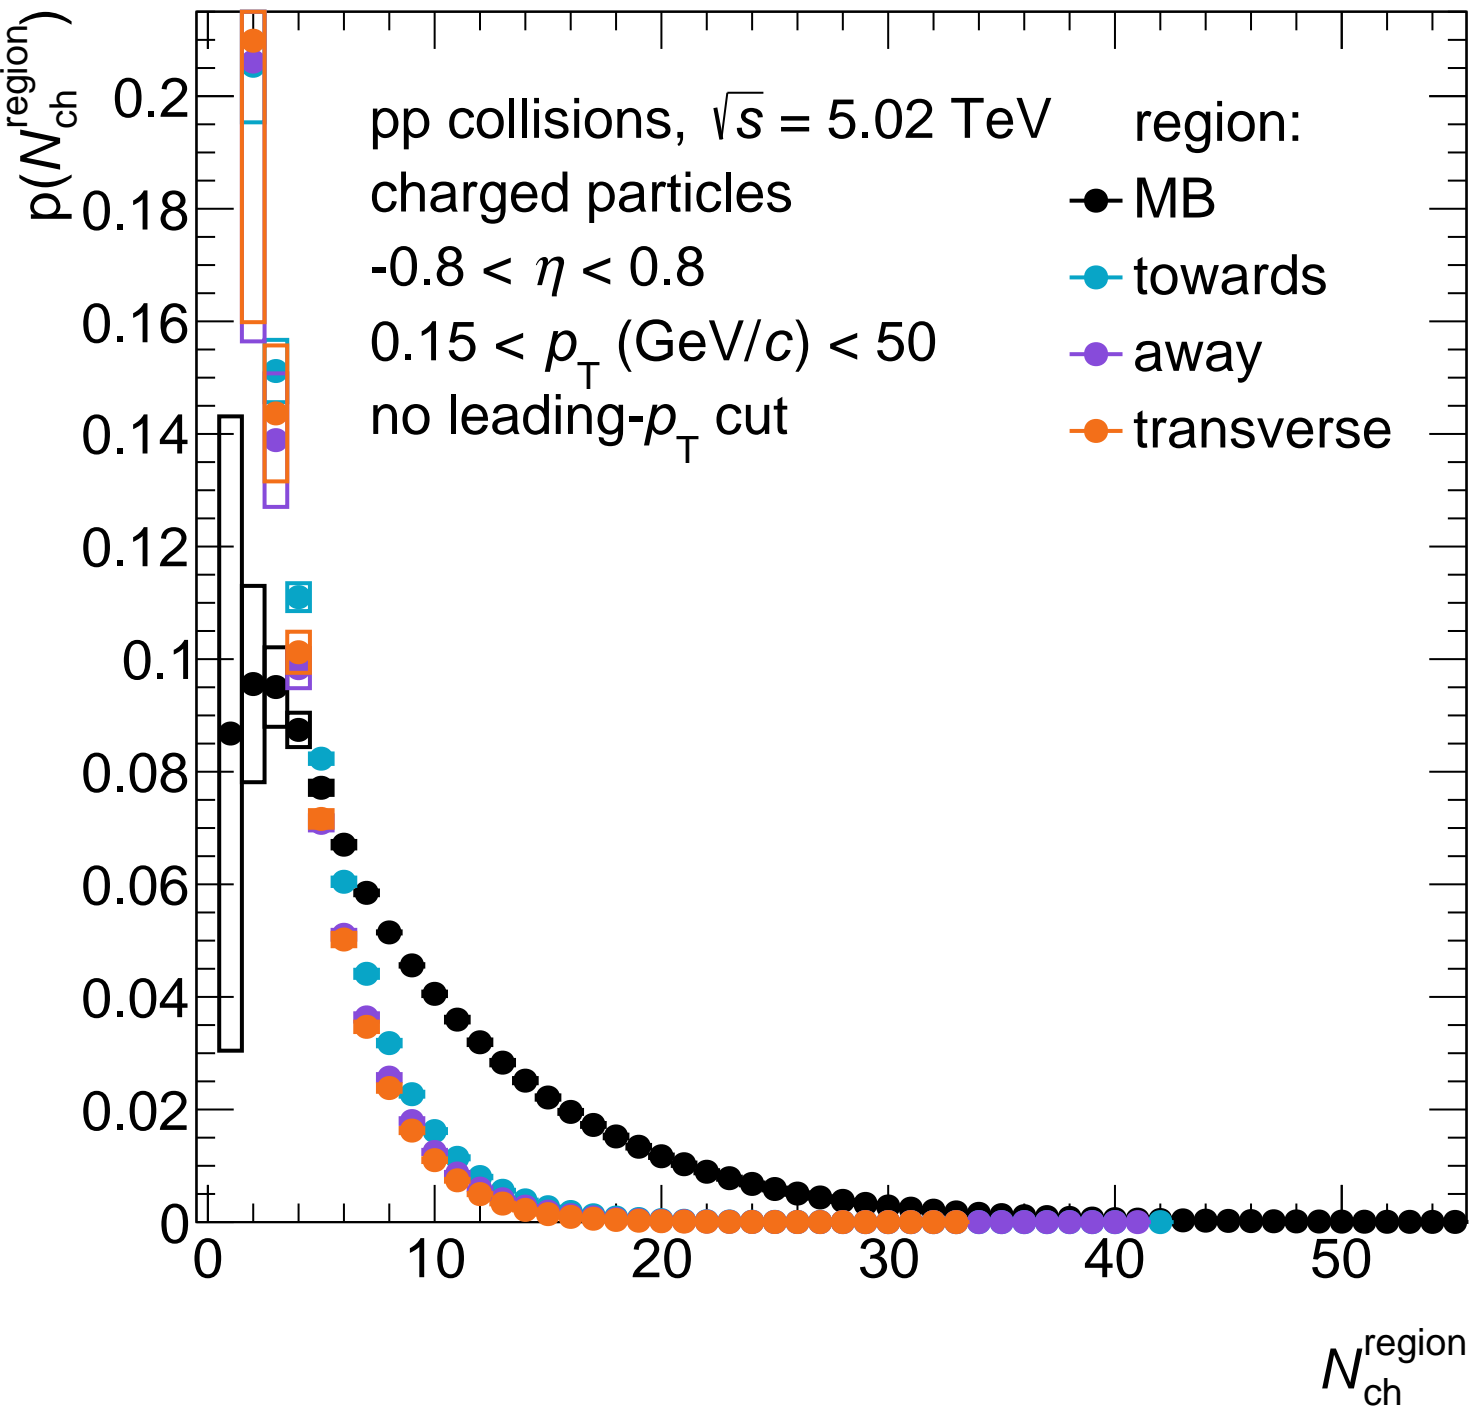 p(N_ch^region)
pp collisions, √s = 5.02 TeV
charged particles
-0.8 < η < 0.8
0.15 < p_T (GeV/c) < 50
no leading-p_T cut
region:
MB
towards
away
transverse
0.2
0.18
0.16
0.14
0.12
0.1
0.08
0.06
0.04
0.02
0
0 10 20 30 40 50
N_ch^region